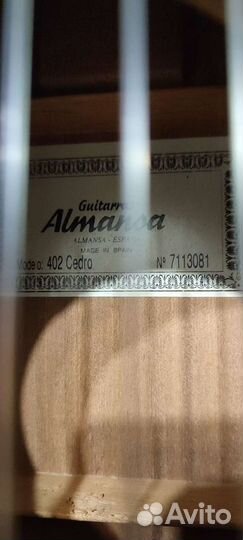 Guitarras
Almansa
ALMANSA - ESPAÑA
MADE IN SPAIN
Modelo: 402 Cedro Nº 7113081
Avito